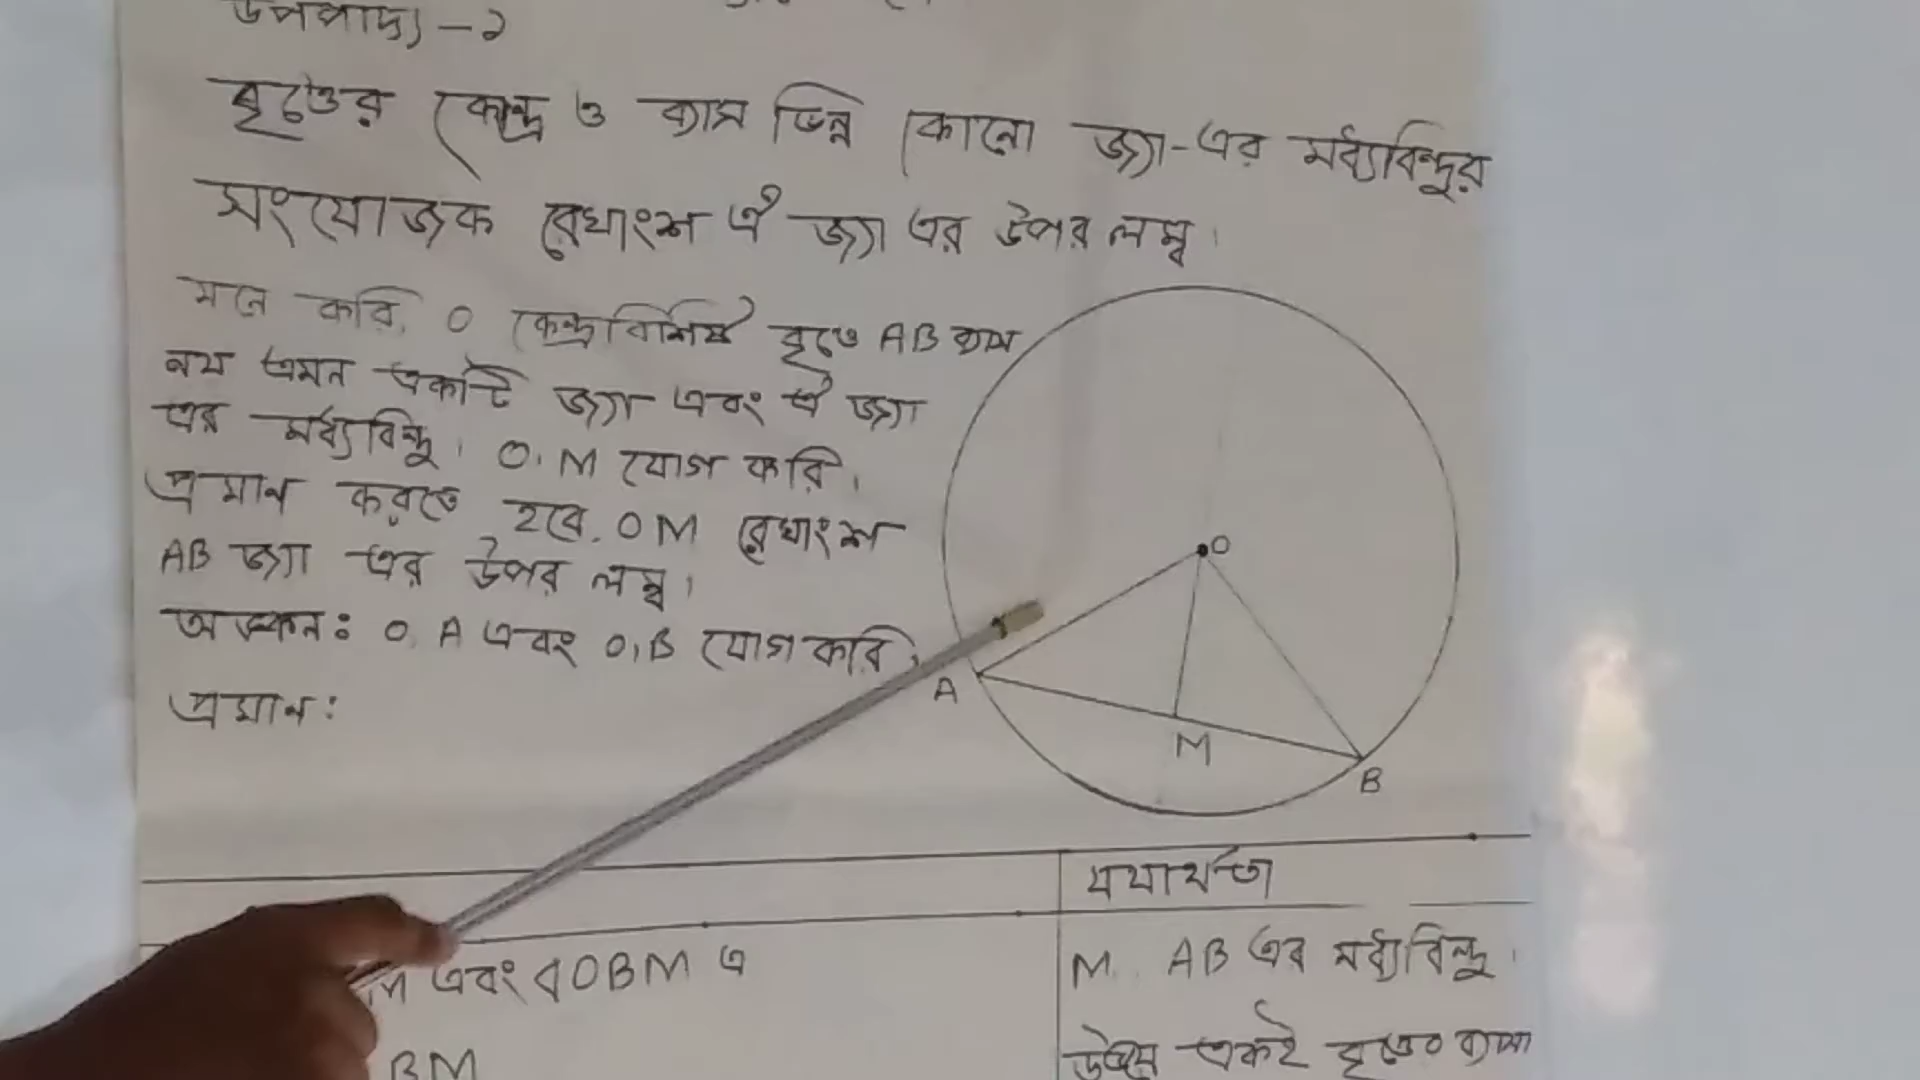 উপপাদ্য-১
বৃত্তের কেন্দ্র ও ব্যাস ভিন্ন কোনো জ্যা-এর মধ্যবিন্দুর
সংযোজক রেখাংশ ঐ জ্যা এর উপর লম্ব।
মনে করি, O কেন্দ্রবিশিষ্ট বৃত্তে AB ব্যাস
নয় এমন একটি জ্যা এবং ঐ জ্যা
এর মধ্যবিন্দু। O, M যোগ করি।
প্রমান করতে হবে, OM রেখাংশ
AB জ্যা এর উপর লম্ব।
অঙ্কন: O, A এবং O, B যোগ করি।
প্রমান:
O
A
M
B
যথার্থতা
M এবং ΔOBM এ
M, AB এর মধ্যবিন্দু।
BM
উভয়ে একই বৃত্তের